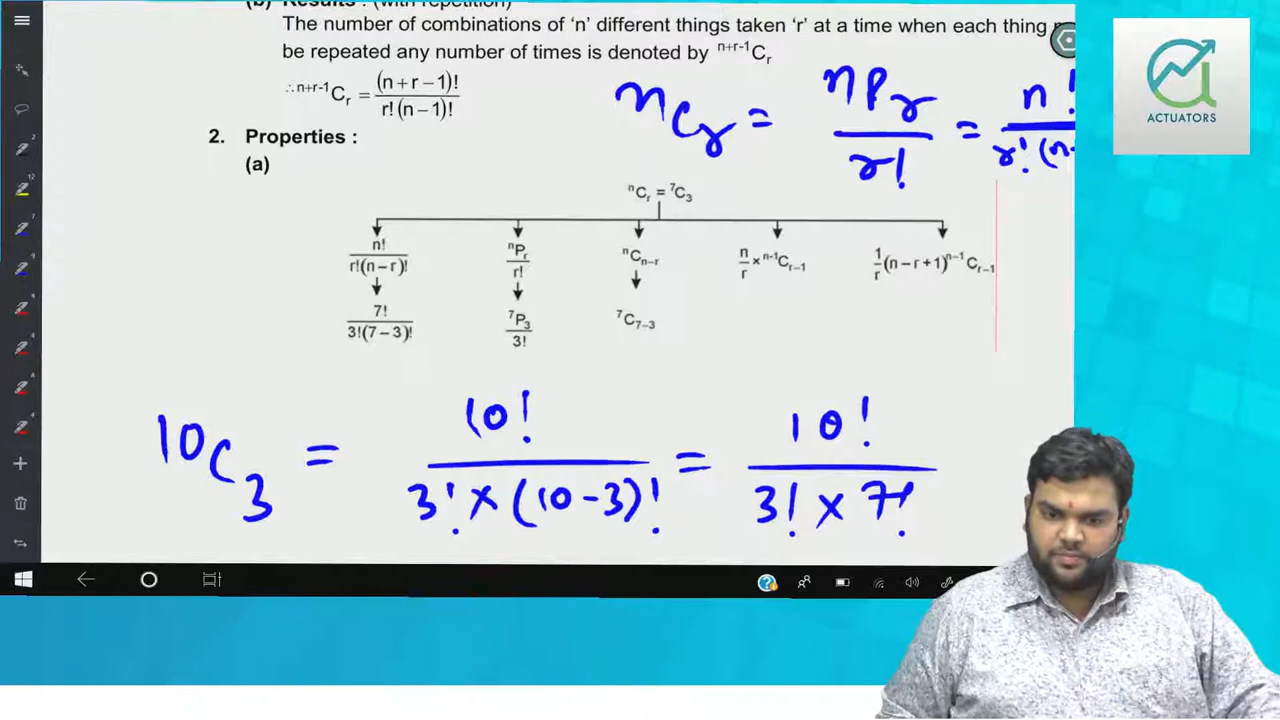 (b) Results : (with repetition)
The number of combinations of ‘n’ different things taken ‘r’ at a time when each thing
be repeated any number of times is denoted by ⁿ⁺ʳ⁻¹Cᵣ
∴ⁿ⁺ʳ⁻¹Cᵣ = (n+r−1)! / r!(n−1)!
nCr = nPr / r! = n! / r!(n-
2. Properties :
(a)
ⁿCᵣ = ⁷C₃
n! / r!(n−r)! ⁿPᵣ / r! ⁿCₙ₋ᵣ n/r × ⁿ⁻¹Cᵣ₋₁ 1/r (n−r+1)ⁿ⁻¹Cᵣ₋₁
7! / 3!(7−3)! ⁷P₃ / 3! ⁷C₇₋₃
10C3 = 10! / 3! × (10-3)! = 10! / 3! × 7!
ACTUATORS